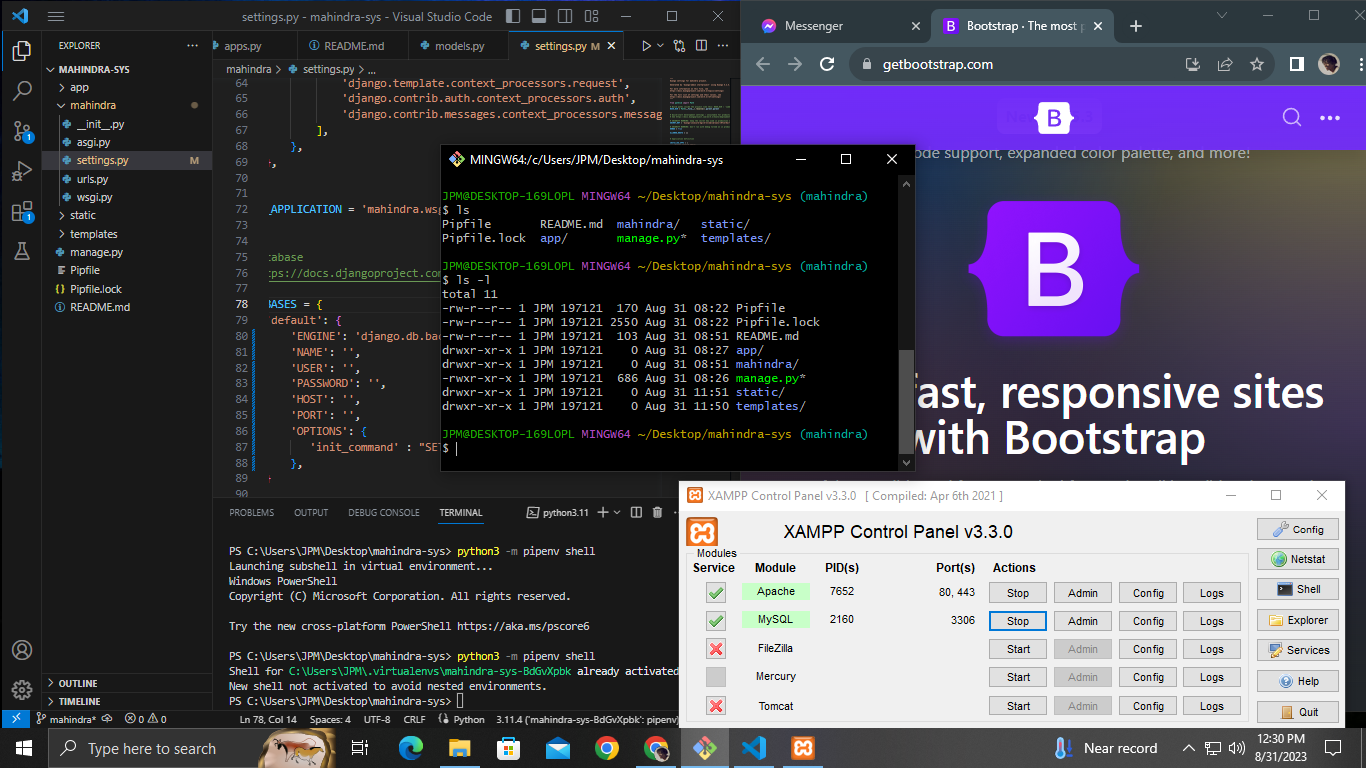 settings.py - mahindra-sys - Visual Studio Code
EXPLORER
MAHINDRA-SYS
app
mahindra
__init__.py
asgi.py
settings.py M
urls.py
wsgi.py
static
templates
manage.py
Pipfile
Pipfile.lock
README.md
OUTLINE
TIMELINE
1
1
apps.py
README.md
models.py
settings.py M
mahindra > settings.py > ...
64 'django.template.context_processors.request',
65 'django.contrib.auth.context_processors.auth',
66 'django.contrib.messages.context_processors.messag
67 ],
68 },
69 ,
70
71
72 _APPLICATION = 'mahindra.wsg
73
74
75 tabase
76 tps://docs.djangoproject.com
77
78 BASES = {
79 default': {
80 'ENGINE': 'django.db.bac
81 'NAME': '',
82 'USER': '',
83 'PASSWORD': '',
84 'HOST': '',
85 'PORT': '',
86 'OPTIONS': {
87 'init_command' : "SE
88 },
89
90
PROBLEMS OUTPUT DEBUG CONSOLE TERMINAL python3.11
PS C:\Users\JPM\Desktop\mahindra-sys> python3 -m pipenv shell
Launching subshell in virtual environment...
Windows PowerShell
Copyright (C) Microsoft Corporation. All rights reserved.
Try the new cross-platform PowerShell https://aka.ms/pscore6
PS C:\Users\JPM\Desktop\mahindra-sys> python3 -m pipenv shell
Shell for C:\Users\JPM\.virtualenvs\mahindra-sys-BdGvXpbk already activated
New shell not activated to avoid nested environments.
PS C:\Users\JPM\Desktop\mahindra-sys>
mahindra* 0 0 Ln 78, Col 14 Spaces: 4 UTF-8 CRLF Python 3.11.4 ('mahindra-sys-BdGvXpbk': pipenv)
MINGW64:/c/Users/JPM/Desktop/mahindra-sys
JPM@DESKTOP-169LOPL MINGW64 ~/Desktop/mahindra-sys (mahindra)
$ ls
Pipfile README.md mahindra/ static/
Pipfile.lock app/ manage.py* templates/
JPM@DESKTOP-169LOPL MINGW64 ~/Desktop/mahindra-sys (mahindra)
$ ls -l
total 11
-rw-r--r-- 1 JPM 197121 170 Aug 31 08:22 Pipfile
-rw-r--r-- 1 JPM 197121 2550 Aug 31 08:22 Pipfile.lock
-rw-r--r-- 1 JPM 197121 103 Aug 31 08:51 README.md
drwxr-xr-x 1 JPM 197121 0 Aug 31 08:27 app/
drwxr-xr-x 1 JPM 197121 0 Aug 31 08:51 mahindra/
-rwxr-xr-x 1 JPM 197121 686 Aug 31 08:26 manage.py*
drwxr-xr-x 1 JPM 197121 0 Aug 31 11:51 static/
drwxr-xr-x 1 JPM 197121 0 Aug 31 11:50 templates/
JPM@DESKTOP-169LOPL MINGW64 ~/Desktop/mahindra-sys (mahindra)
$
Messenger
Bootstrap · The most p
getbootstrap.com
B
ode support, expanded color palette, and more!
B
fast, responsive sites
with Bootstrap
XAMPP Control Panel v3.3.0 [ Compiled: Apr 6th 2021 ]
XAMPP Control Panel v3.3.0
Modules
Service Module PID(s) Port(s) Actions
Apache 7652 80, 443 Stop Admin Config Logs
MySQL 2160 3306 Stop Admin Config Logs
FileZilla Start Admin Config Logs
Mercury Start Admin Config Logs
Tomcat Start Admin Config Logs
Config
Netstat
Shell
Explorer
Services
Help
Quit
Type here to search
Near record
12:30 PM
8/31/2023